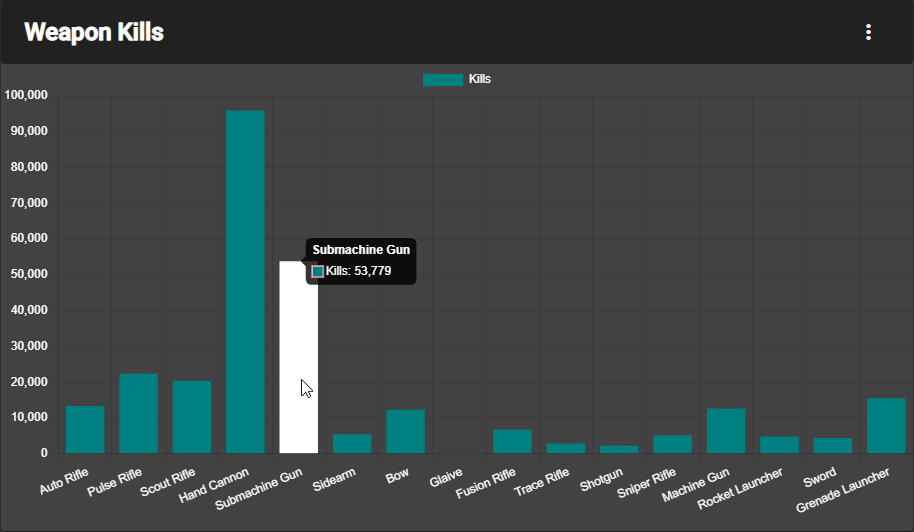 Weapon Kills
Kills
100,000
90,000
80,000
70,000
60,000
50,000
40,000
30,000
20,000
10,000
0
Submachine Gun
Kills: 53,779
Auto Rifle
Pulse Rifle
Scout Rifle
Hand Cannon
Submachine Gun
Sidearm
Bow
Glaive
Fusion Rifle
Trace Rifle
Shotgun
Sniper Rifle
Machine Gun
Rocket Launcher
Sword
Grenade Launcher